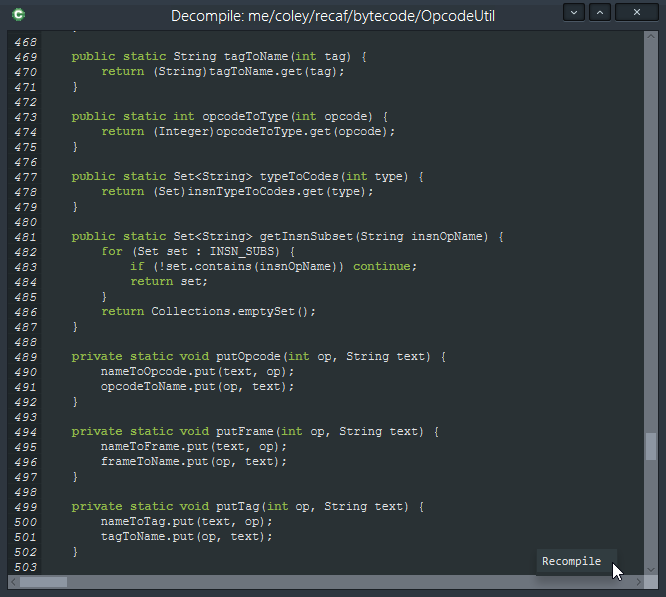 Decompile: me/coley/recaf/bytecode/OpcodeUtil
468
469 public static String tagToName(int tag) {
470 return (String)tagToName.get(tag);
471 }
472
473 public static int opcodeToType(int opcode) {
474 return (Integer)opcodeToType.get(opcode);
475 }
476
477 public static Set<String> typeToCodes(int type) {
478 return (Set)insnTypeToCodes.get(type);
479 }
480
481 public static Set<String> getInsnSubset(String insnOpName) {
482 for (Set set : INSN_SUBS) {
483 if (!set.contains(insnOpName)) continue;
484 return set;
485 }
486 return Collections.emptySet();
487 }
488
489 private static void putOpcode(int op, String text) {
490 nameToOpcode.put(text, op);
491 opcodeToName.put(op, text);
492 }
493
494 private static void putFrame(int op, String text) {
495 nameToFrame.put(text, op);
496 frameToName.put(op, text);
497 }
498
499 private static void putTag(int op, String text) {
500 nameToTag.put(text, op);
501 tagToName.put(op, text);
502 }
503
Recompile